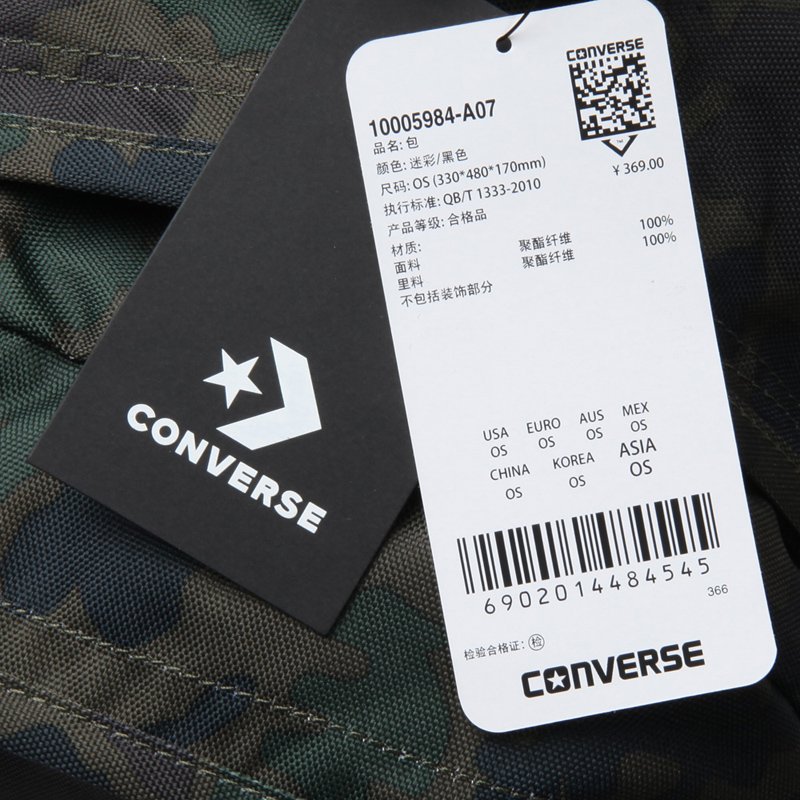 CONVERSE
CONVERSE
10005984-A07
品名: 包
颜色: 迷彩/黑色
尺码: OS (330*480*170mm)
¥ 369.00
执行标准: QB/T 1333-2010
产品等级: 合格品
材质:
面料 聚酯纤维 100%
里料 聚酯纤维 100%
不包括装饰部分
USA EURO AUS MEX
OS OS OS OS
CHINA KOREA ASIA
OS OS OS
6902014484545
366
检验合格证: 检
CONVERSE